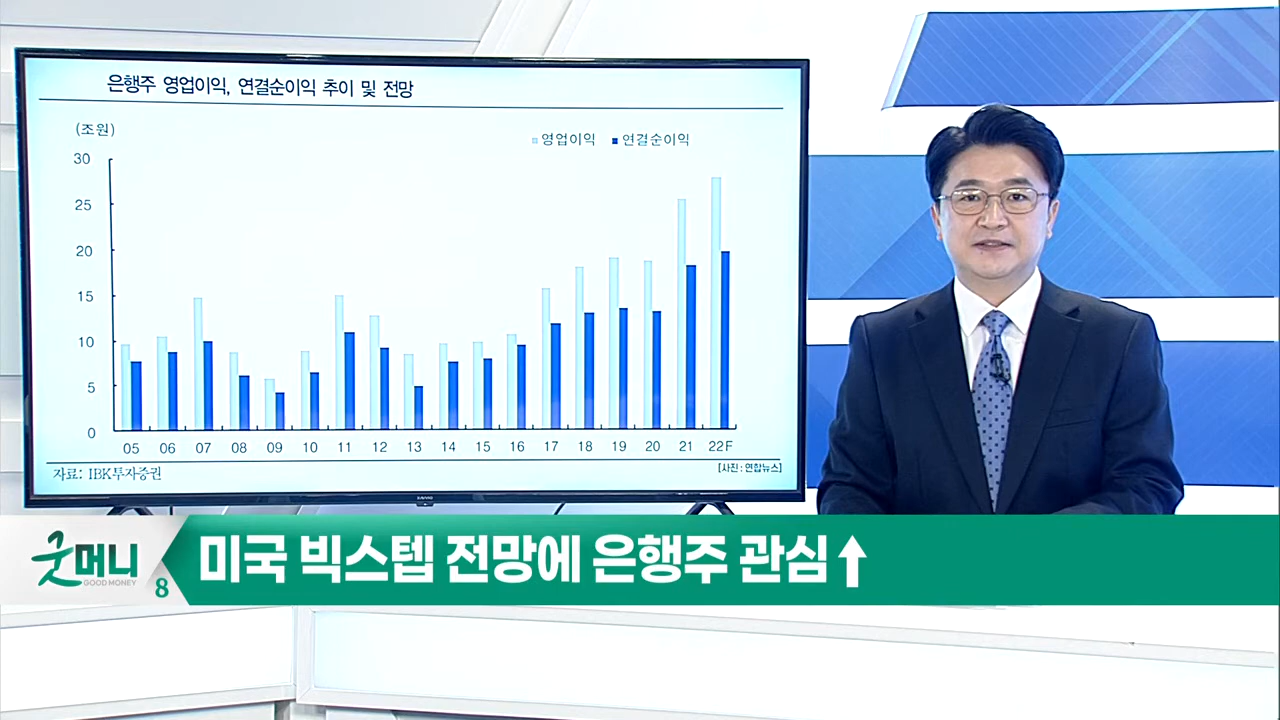 은행주 영업이익, 연결순이익 추이 및 전망
(조원)
영업이익 연결순이익
30
25
20
15
10
5
0
05 06 07 08 09 10 11 12 13 14 15 16 17 18 19 20 21 22F
자료: IBK투자증권
[사진 : 연합뉴스]
굿머니
GOOD MONEY
8
미국 빅스텝 전망에 은행주 관심↑